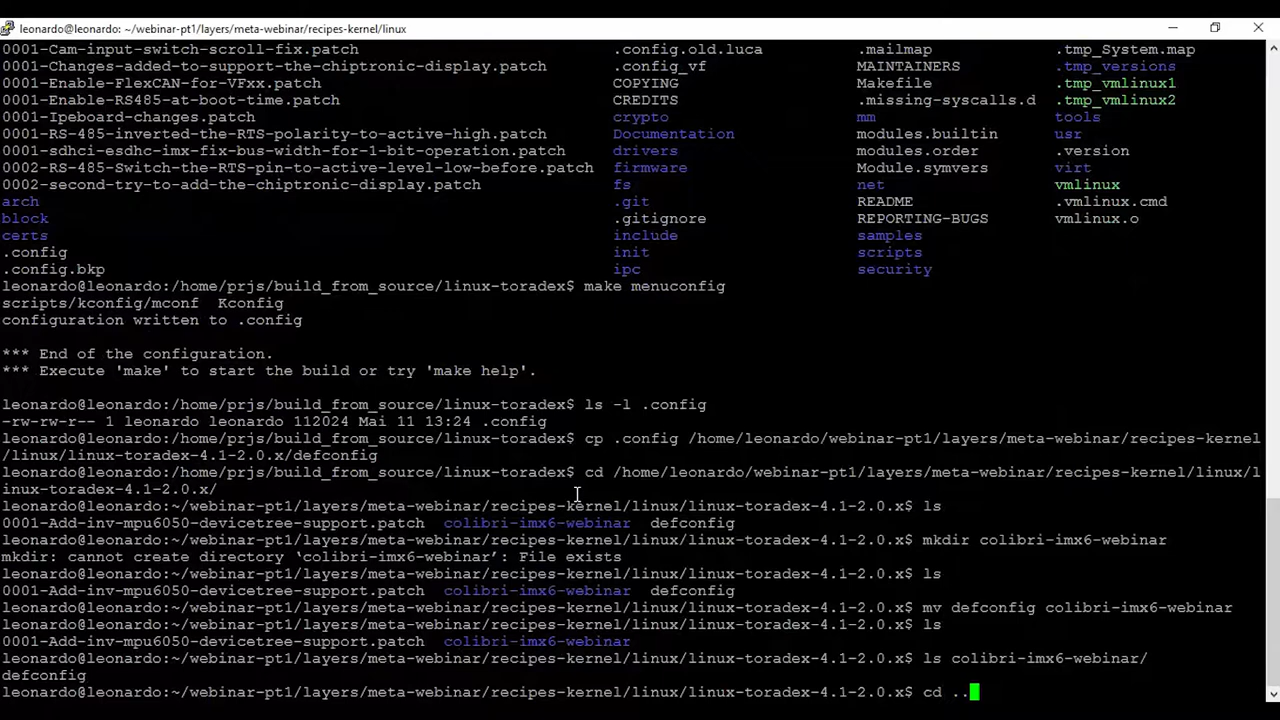 leonardo@leonardo: ~/webinar-pt1/layers/meta-webinar/recipes-kernel/linux
0001-Cam-input-switch-scroll-fix.patch .config.old.luca .mailmap .tmp_System.map
0001-Changes-added-to-support-the-chiptronic-display.patch .config_vf MAINTAINERS .tmp_versions
0001-Enable-FlexCAN-for-VFxx.patch COPYING Makefile .tmp_vmlinux1
0001-Enable-RS485-at-boot-time.patch CREDITS .missing-syscalls.d .tmp_vmlinux2
0001-Ipeboard-changes.patch crypto mm tools
0001-RS-485-inverted-the-RTS-polarity-to-active-high.patch Documentation modules.builtin usr
0001-sdhci-esdhc-imx-fix-bus-width-for-1-bit-operation.patch drivers modules.order .version
0002-RS-485-Switch-the-RTS-pin-to-active-level-low-before.patch firmware Module.symvers virt
0002-second-try-to-add-the-chiptronic-display.patch fs net vmlinux
arch .git README .vmlinux.cmd
block .gitignore REPORTING-BUGS vmlinux.o
certs include samples
.config init scripts
.config.bkp ipc security
leonardo@leonardo:/home/prjs/build_from_source/linux-toradex$ make menuconfig
scripts/kconfig/mconf Kconfig
configuration written to .config
*** End of the configuration.
*** Execute 'make' to start the build or try 'make help'.
leonardo@leonardo:/home/prjs/build_from_source/linux-toradex$ ls -l .config
-rw-rw-r-- 1 leonardo leonardo 112024 Mai 11 13:24 .config
leonardo@leonardo:/home/prjs/build_from_source/linux-toradex$ cp .config /home/leonardo/webinar-pt1/layers/meta-webinar/recipes-kernel
/linux/linux-toradex-4.1-2.0.x/defconfig
leonardo@leonardo:/home/prjs/build_from_source/linux-toradex$ cd /home/leonardo/webinar-pt1/layers/meta-webinar/recipes-kernel/linux/l
inux-toradex-4.1-2.0.x/
leonardo@leonardo:~/webinar-pt1/layers/meta-webinar/recipes-kernel/linux/linux-toradex-4.1-2.0.x$ ls
0001-Add-inv-mpu6050-devicetree-support.patch colibri-imx6-webinar defconfig
leonardo@leonardo:~/webinar-pt1/layers/meta-webinar/recipes-kernel/linux/linux-toradex-4.1-2.0.x$ mkdir colibri-imx6-webinar
mkdir: cannot create directory ‘colibri-imx6-webinar’: File exists
leonardo@leonardo:~/webinar-pt1/layers/meta-webinar/recipes-kernel/linux/linux-toradex-4.1-2.0.x$ ls
0001-Add-inv-mpu6050-devicetree-support.patch colibri-imx6-webinar defconfig
leonardo@leonardo:~/webinar-pt1/layers/meta-webinar/recipes-kernel/linux/linux-toradex-4.1-2.0.x$ mv defconfig colibri-imx6-webinar
leonardo@leonardo:~/webinar-pt1/layers/meta-webinar/recipes-kernel/linux/linux-toradex-4.1-2.0.x$ ls
0001-Add-inv-mpu6050-devicetree-support.patch colibri-imx6-webinar
leonardo@leonardo:~/webinar-pt1/layers/meta-webinar/recipes-kernel/linux/linux-toradex-4.1-2.0.x$ ls colibri-imx6-webinar/
defconfig
leonardo@leonardo:~/webinar-pt1/layers/meta-webinar/recipes-kernel/linux/linux-toradex-4.1-2.0.x$ cd ..